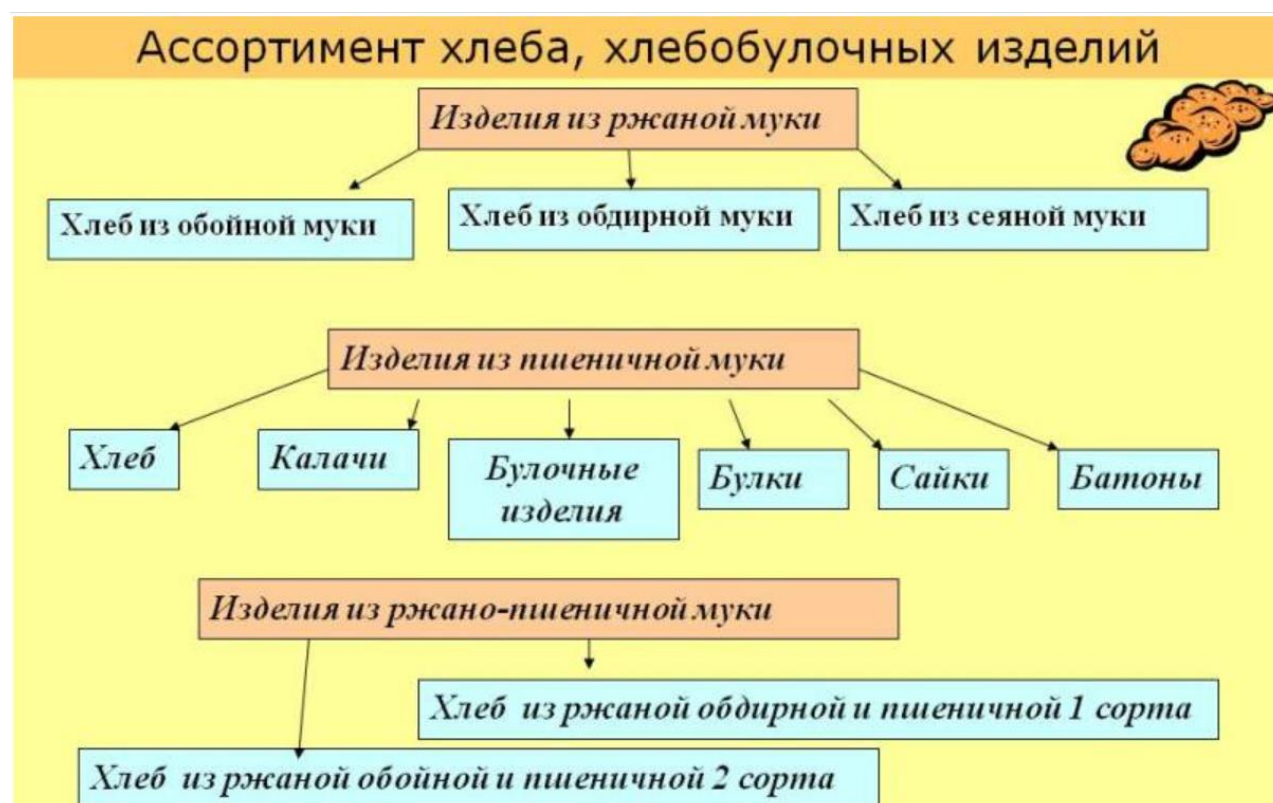 Ассортимент хлеба, хлебобулочных изделий
Изделия из ржаной муки
Хлеб из обойной муки
Хлеб из обдирной муки
Хлеб из сеяной муки
Изделия из пшеничной муки
Хлеб
Калачи
Булочные
изделия
Булки
Сайки
Батоны
Изделия из ржано-пшеничной муки
Хлеб из ржаной обдирной и пшеничной 1 сорта
Хлеб из ржаной обойной и пшеничной 2 сорта